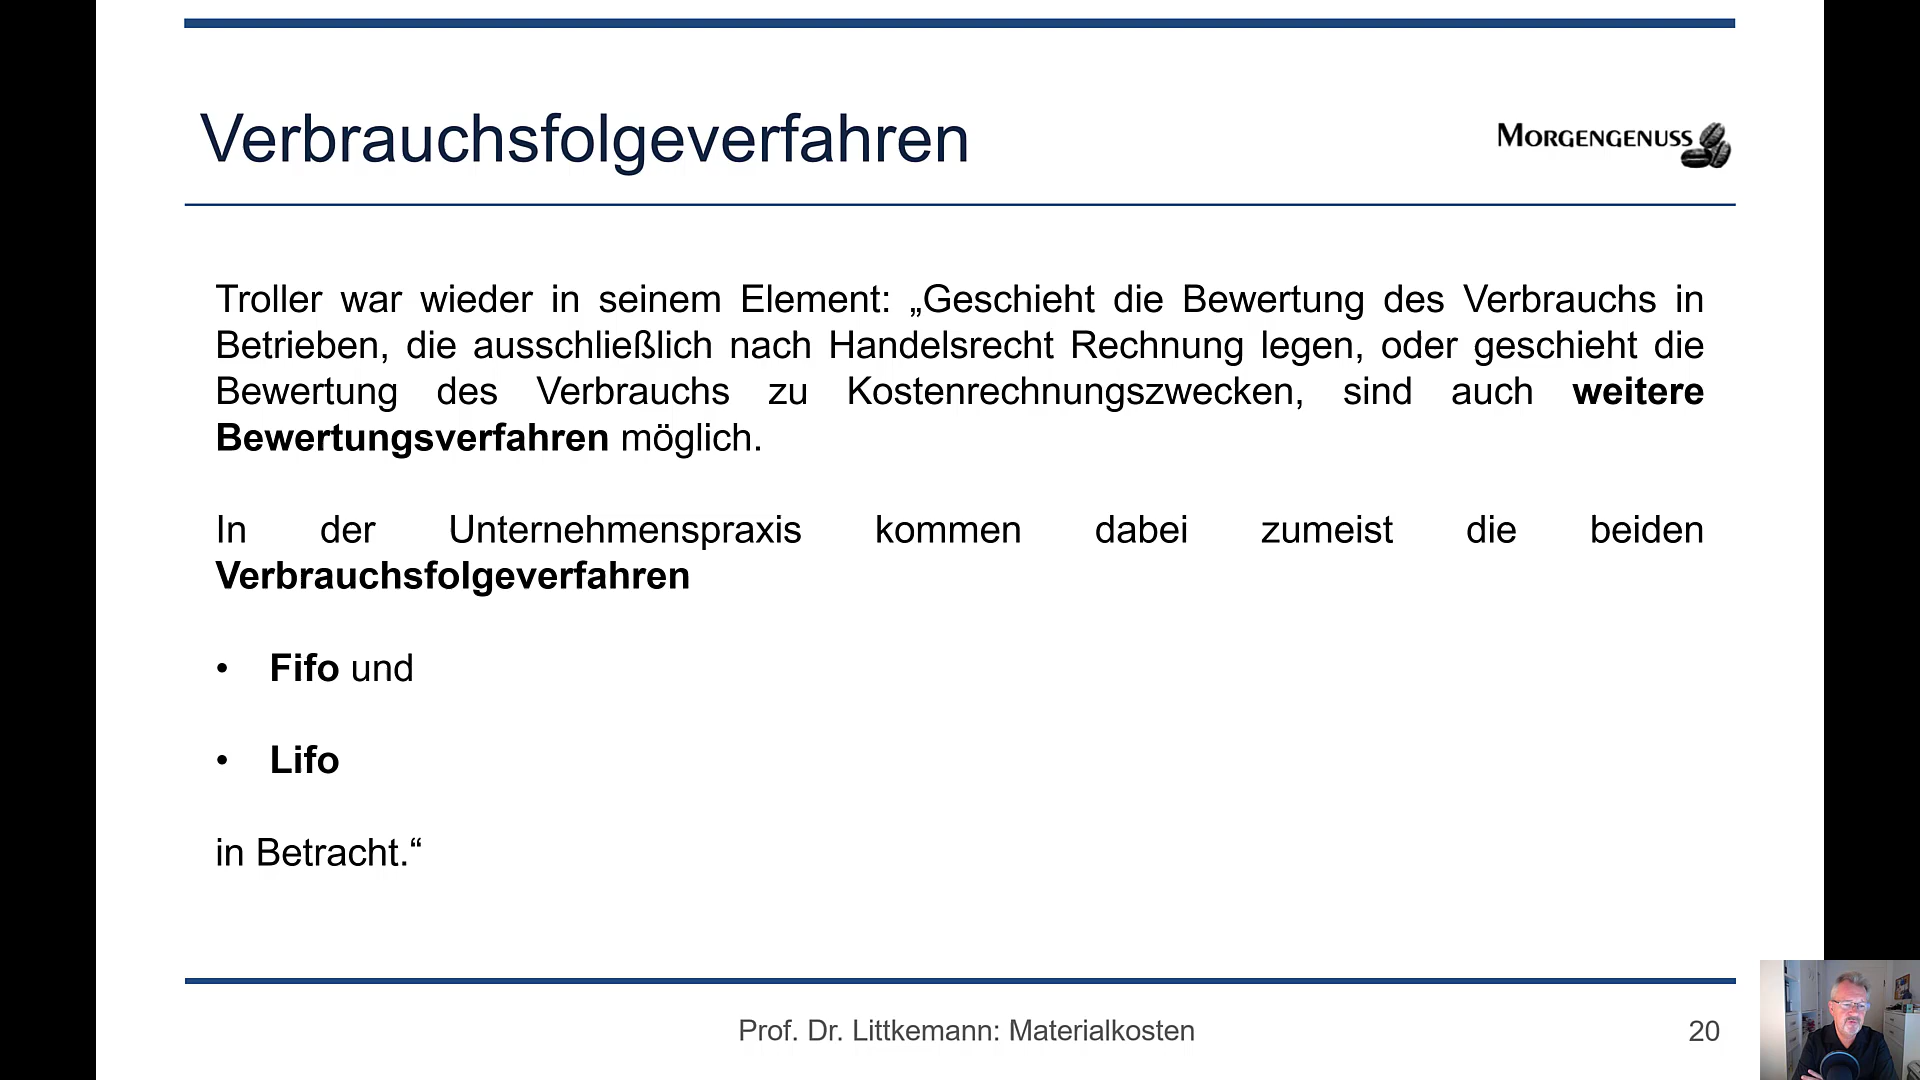 Verbrauchsfolgeverfahren
MORGENGENUSS
Troller war wieder in seinem Element: „Geschieht die Bewertung des Verbrauchs in
Betrieben, die ausschließlich nach Handelsrecht Rechnung legen, oder geschieht die
Bewertung des Verbrauchs zu Kostenrechnungszwecken, sind auch weitere
Bewertungsverfahren möglich.
In der Unternehmenspraxis kommen dabei zumeist die beiden
Verbrauchsfolgeverfahren
• Fifo und
• Lifo
in Betracht.“
Prof. Dr. Littkemann: Materialkosten
20